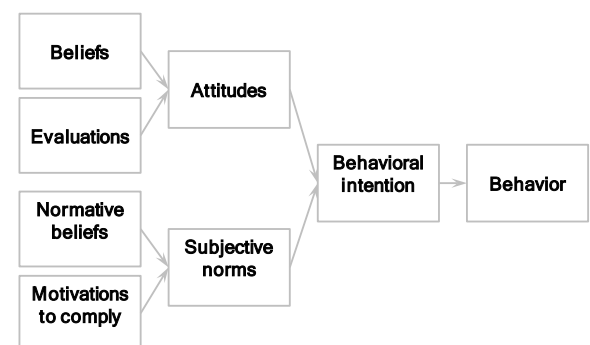 Beliefs
Evaluations
Attitudes
Normative
beliefs
Motivations
to comply
Subjective
norms
Behavioral
intention
Behavior